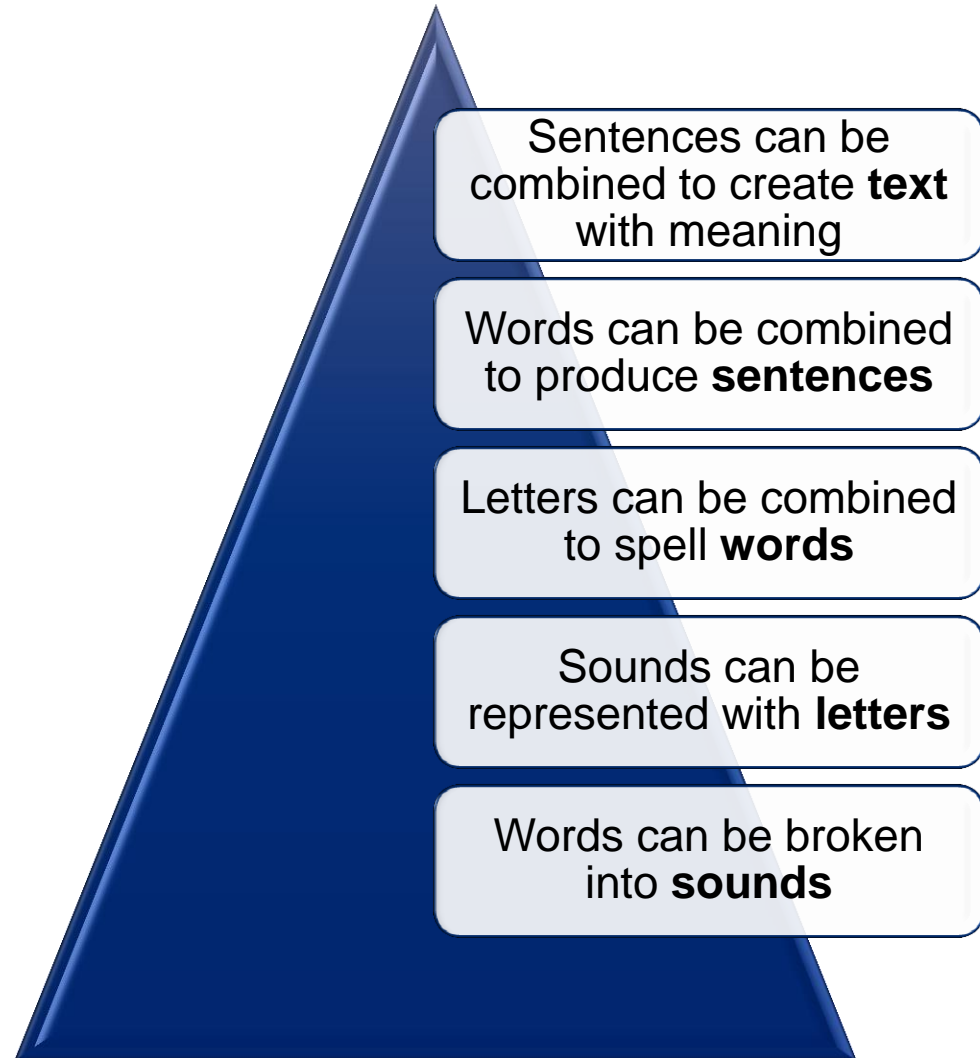 Sentences can be
combined to create text
with meaning
Words can be combined
to produce sentences
Letters can be combined
to spell words
Sounds can be
represented with letters
Words can be broken
into sounds